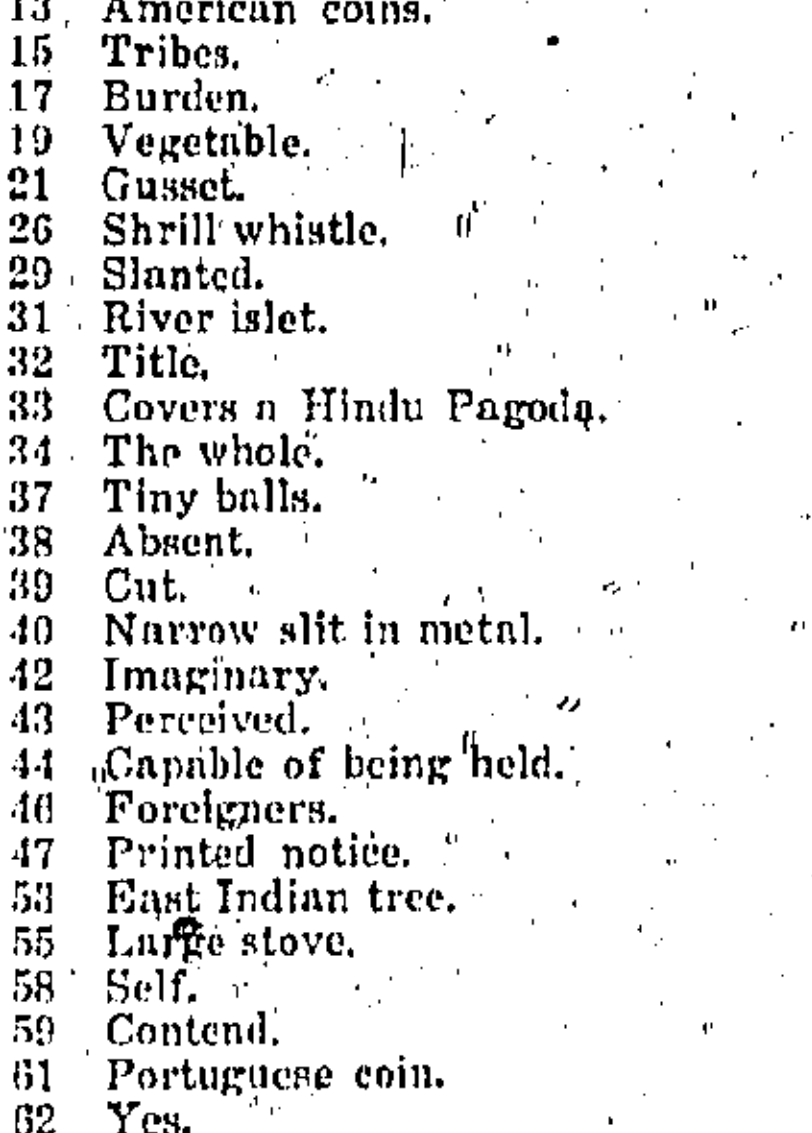 13 American coins.
15 Tribes.
17 Burden.
19 Vegetable.
21 Gusset.
26 Shrill whistle.
29 Slanted.
31 River islet.
32 Title.
33 Covers a Hindu Pagoda.
34 The whole.
37 Tiny balls.
38 Absent.
39 Cut.
40 Narrow slit in metal.
42 Imaginary.
43 Perceived.
44 Capable of being held.
46 Foreigners.
47 Printed notice.
53 East Indian tree.
55 Large stove.
58 Self.
59 Contend.
61 Portuguese coin.
62 Yes.